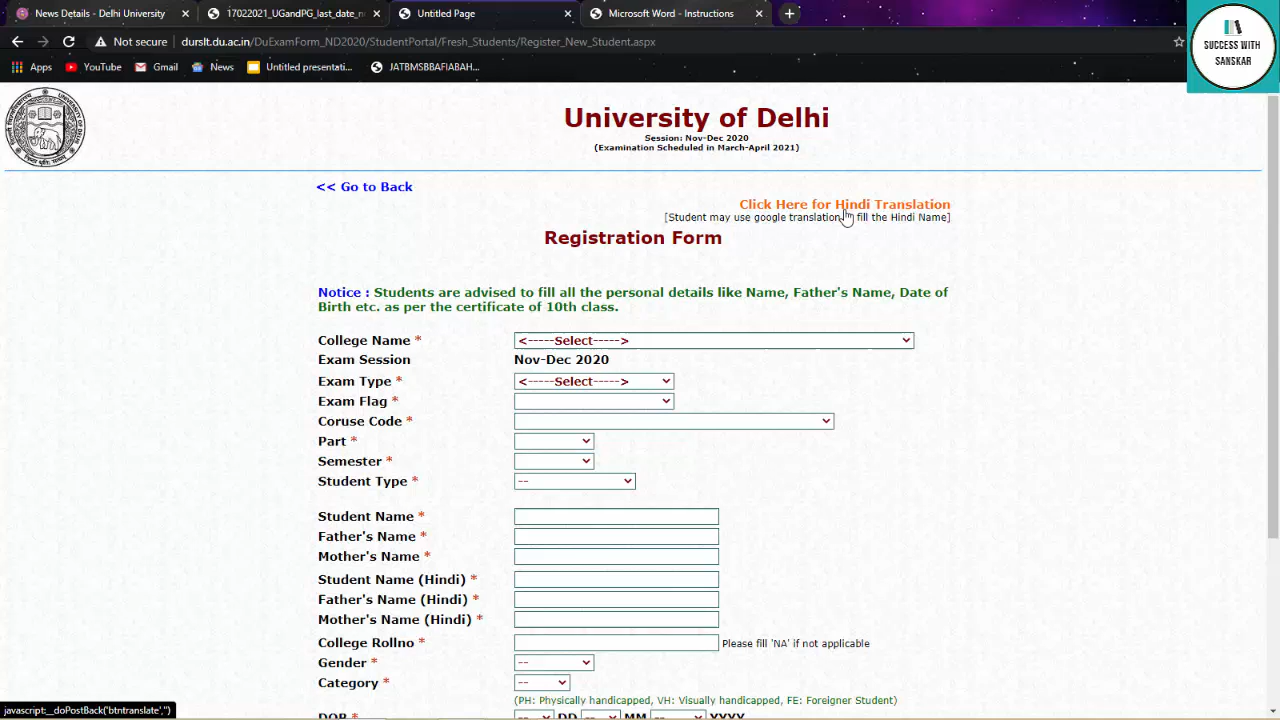 News Details - Delhi University
17022021_UGandPG_last_date_n
Untitled Page
Microsoft Word - Instructions
Not secure
durslt.du.ac.in/DuExamForm_ND2020/StudentPortal/Fresh_Students/Register_New_Student.aspx
Apps
YouTube
Gmail
News
Untitled presentati...
JATBMSBBAFIABAH...
SUCCESS WITH
SANSKAR
University of Delhi
Session: Nov-Dec 2020
(Examination Scheduled in March-April 2021)
<< Go to Back
Click Here for Hindi Translation
[Student may use google translation fill the Hindi Name]
Registration Form
Notice : Students are advised to fill all the personal details like Name, Father's Name, Date of
Birth etc. as per the certificate of 10th class.
College Name * <-----Select----->
Exam Session Nov-Dec 2020
Exam Type * <-----Select----->
Exam Flag *
Coruse Code *
Part *
Semester *
Student Type * --
Student Name *
Father's Name *
Mother's Name *
Student Name (Hindi) *
Father's Name (Hindi) *
Mother's Name (Hindi) *
College Rollno * Please fill 'NA' if not applicable
Gender * --
Category * --
(PH: Physically handicapped, VH: Visually handicapped, FE: Foreigner Student)
DOB * -- DD -- MM -- YYYY
javascript:__doPostBack('btntranslate','')